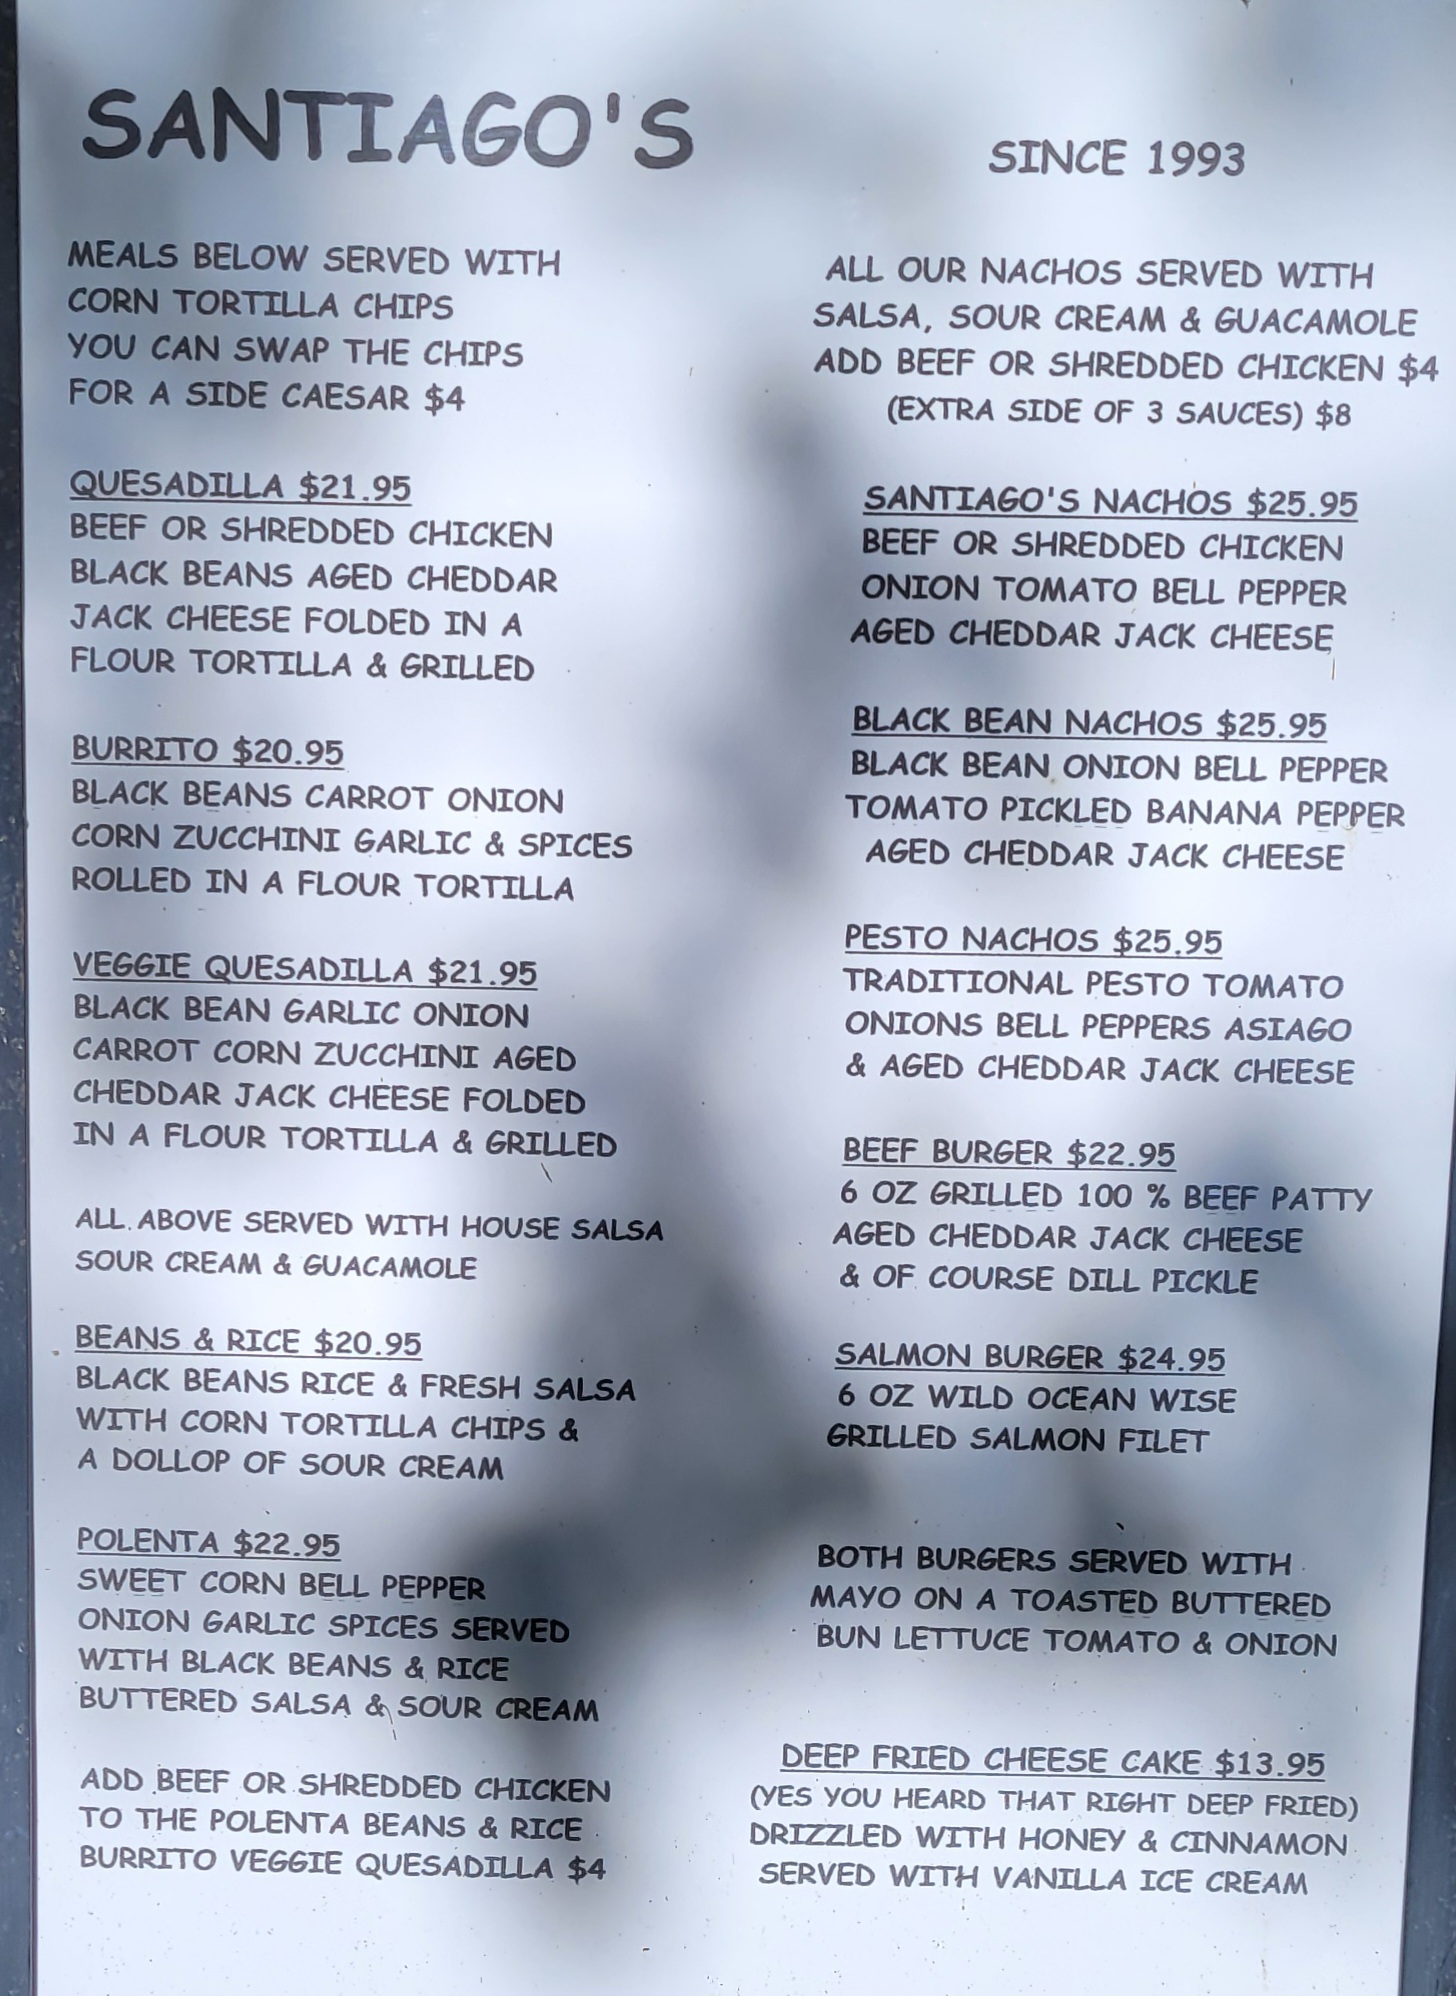 SANTIAGO'S
SINCE 1993
MEALS BELOW SERVED WITH
CORN TORTILLA CHIPS
YOU CAN SWAP THE CHIPS
FOR A SIDE CAESAR $4
QUESADILLA $21.95
BEEF OR SHREDDED CHICKEN
BLACK BEANS AGED CHEDDAR
JACK CHEESE FOLDED IN A
FLOUR TORTILLA & GRILLED
BURRITO $20.95
BLACK BEANS CARROT ONION
CORN ZUCCHINI GARLIC & SPICES
ROLLED IN A FLOUR TORTILLA
VEGGIE QUESADILLA $21.95
BLACK BEAN GARLIC ONION
CARROT CORN ZUCCHINI AGED
CHEDDAR JACK CHEESE FOLDED
IN A FLOUR TORTILLA & GRILLED
ALL ABOVE SERVED WITH HOUSE SALSA
SOUR CREAM & GUACAMOLE
BEANS & RICE $20.95
BLACK BEANS RICE & FRESH SALSA
WITH CORN TORTILLA CHIPS &
A DOLLOP OF SOUR CREAM
POLENTA $22.95
SWEET CORN BELL PEPPER
ONION GARLIC SPICES SERVED
WITH BLACK BEANS & RICE
BUTTERED SALSA & SOUR CREAM
ADD BEEF OR SHREDDED CHICKEN
TO THE POLENTA BEANS & RICE
BURRITO VEGGIE QUESADILLA $4
ALL OUR NACHOS SERVED WITH
SALSA, SOUR CREAM & GUACAMOLE
ADD BEEF OR SHREDDED CHICKEN $4
(EXTRA SIDE OF 3 SAUCES) $8
SANTIAGO'S NACHOS $25.95
BEEF OR SHREDDED CHICKEN
ONION TOMATO BELL PEPPER
AGED CHEDDAR JACK CHEESE
BLACK BEAN NACHOS $25.95
BLACK BEAN ONION BELL PEPPER
TOMATO PICKLED BANANA PEPPER
AGED CHEDDAR JACK CHEESE
PESTO NACHOS $25.95
TRADITIONAL PESTO TOMATO
ONIONS BELL PEPPERS ASIAGO
& AGED CHEDDAR JACK CHEESE
BEEF BURGER $22.95
6 OZ GRILLED 100 % BEEF PATTY
AGED CHEDDAR JACK CHEESE
& OF COURSE DILL PICKLE
SALMON BURGER $24.95
6 OZ WILD OCEAN WISE
GRILLED SALMON FILET
BOTH BURGERS SERVED WITH
MAYO ON A TOASTED BUTTERED
BUN LETTUCE TOMATO & ONION
DEEP FRIED CHEESE CAKE $13.95
(YES YOU HEARD THAT RIGHT DEEP FRIED)
DRIZZLED WITH HONEY & CINNAMON
SERVED WITH VANILLA ICE CREAM